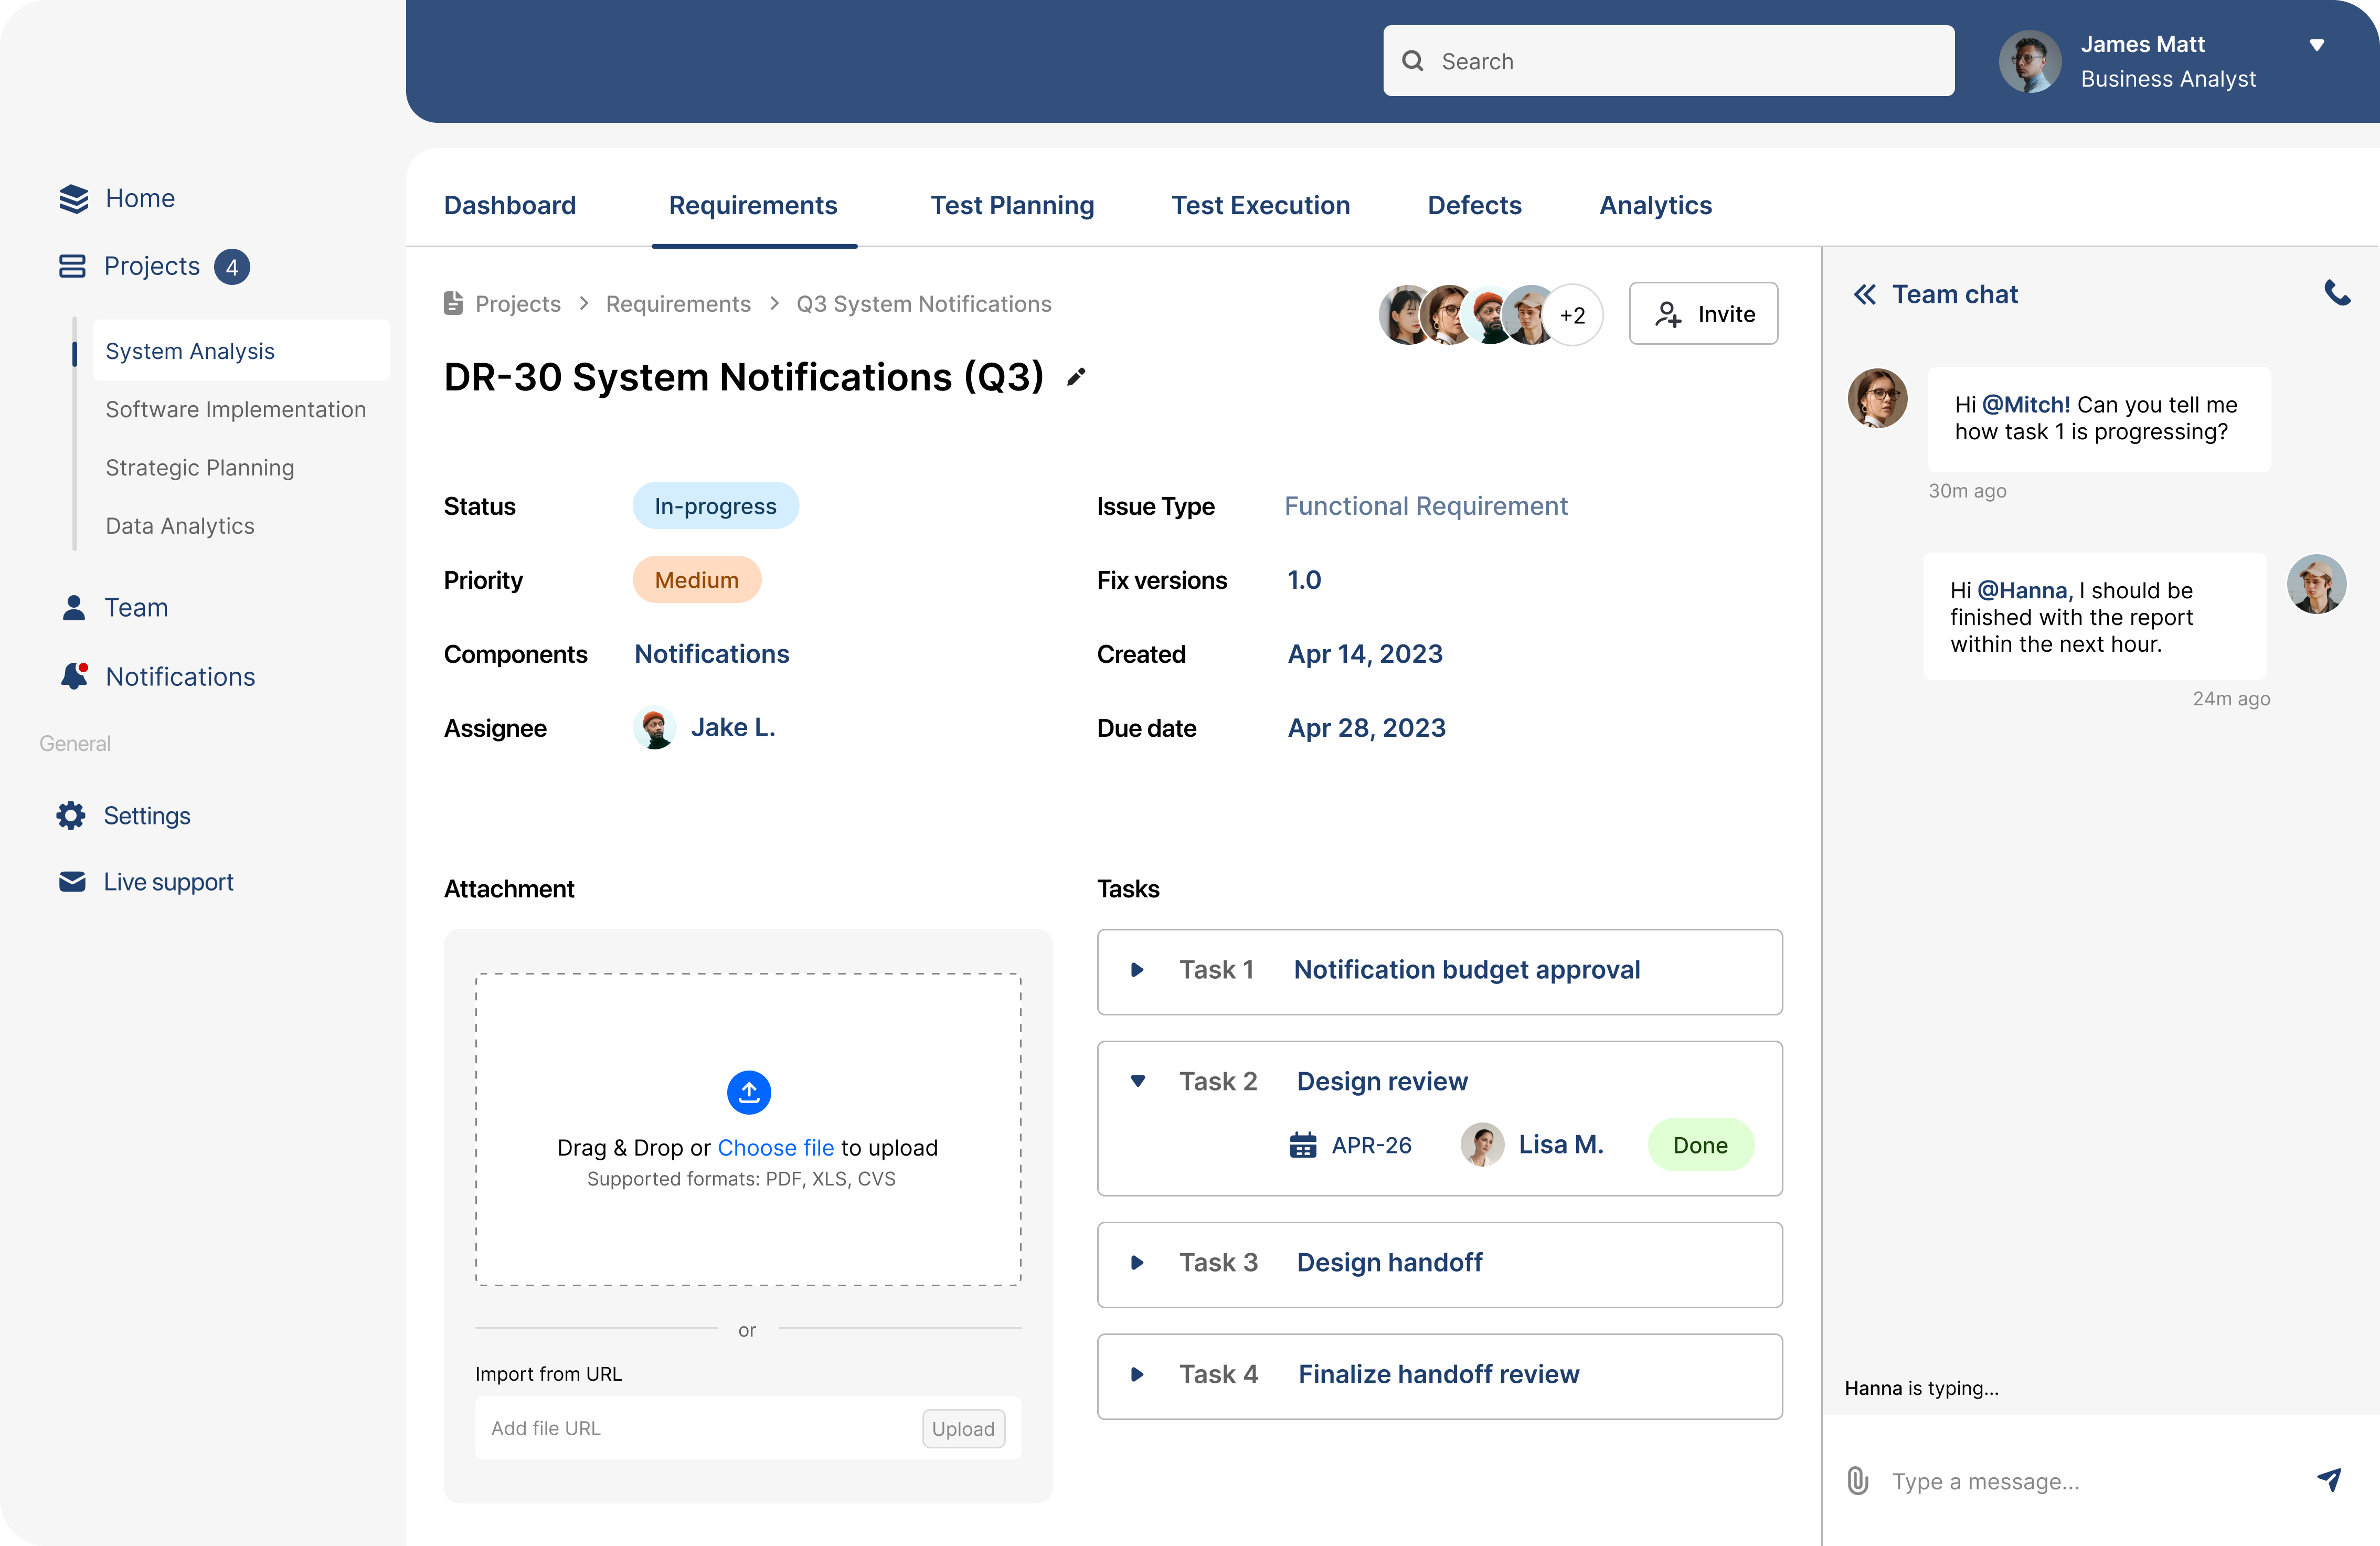 Search
James Matt
Business Analyst
Home
Projects 4
System Analysis
Software Implementation
Strategic Planning
Data Analytics
Team
Notifications
General
Settings
Live support
Dashboard Requirements Test Planning Test Execution Defects Analytics
Projects > Requirements > Q3 System Notifications
+2
Invite
DR-30 System Notifications (Q3)
Status In-progress
Issue Type Functional Requirement
Priority Medium
Fix versions 1.0
Components Notifications
Created Apr 14, 2023
Assignee Jake L.
Due date Apr 28, 2023
Attachment
Drag & Drop or Choose file to upload
Supported formats: PDF, XLS, CVS
or
Import from URL
Add file URL Upload
Tasks
Task 1 Notification budget approval
Task 2 Design review
APR-26 Lisa M. Done
Task 3 Design handoff
Task 4 Finalize handoff review
Team chat
Hi @Mitch! Can you tell me
how task 1 is progressing?
30m ago
Hi @Hanna, I should be
finished with the report
within the next hour.
24m ago
Hanna is typing...
Type a message...